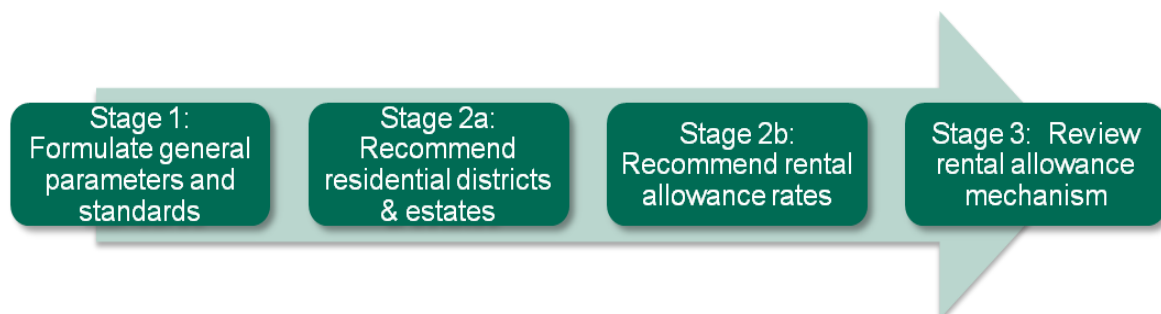 Stage 1:
Formulate general
parameters and
standards
Stage 2a:
Recommend
residential districts
& estates
Stage 2b:
Recommend rental
allowance rates
Stage 3: Review
rental allowance
mechanism